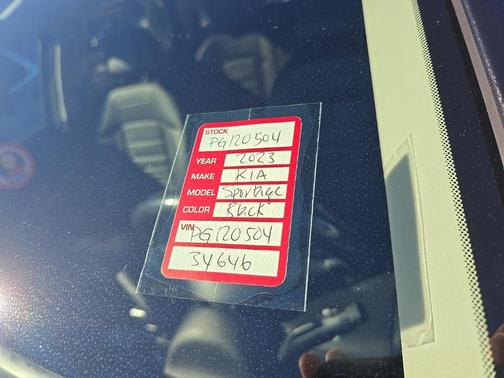 STOCK
PG120504
YEAR 2023
MAKE KIA
MODEL Sportage
COLOR Black
VIN PG120504
34646